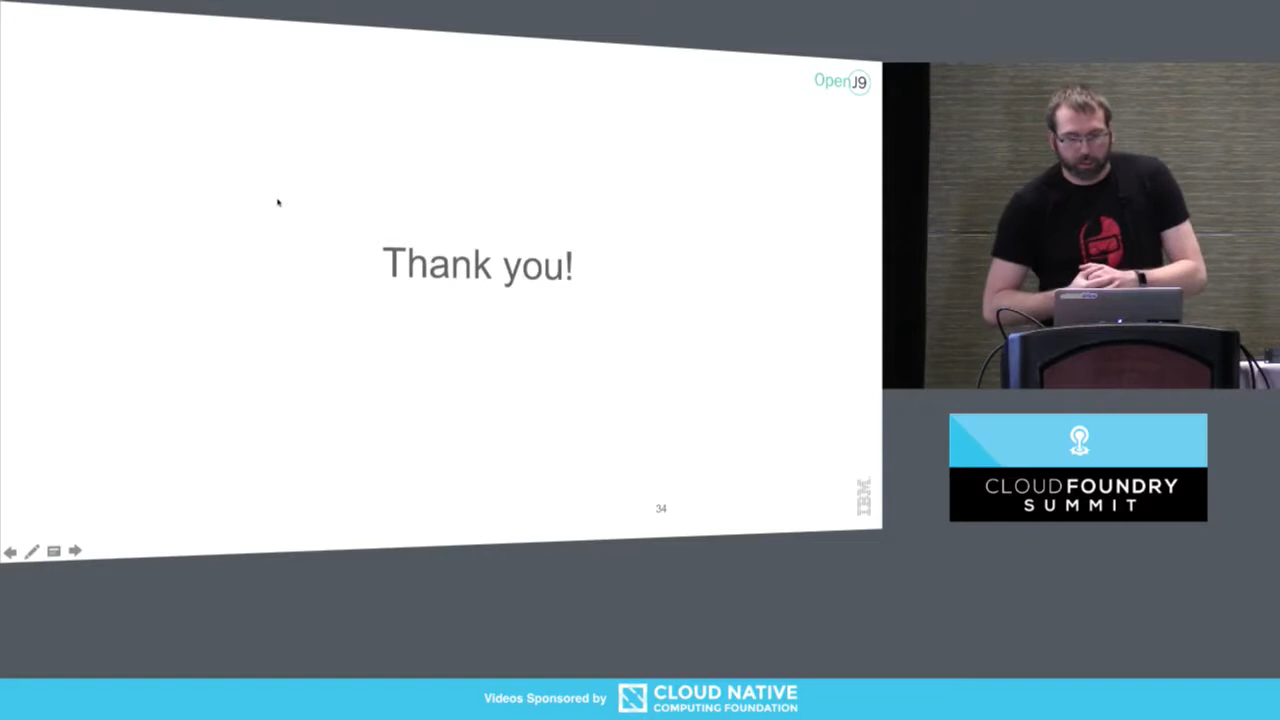 OpenJ9
Thank you!
34
IBM
CLOUD FOUNDRY
SUMMIT
Videos Sponsored by
CLOUD NATIVE
COMPUTING FOUNDATION